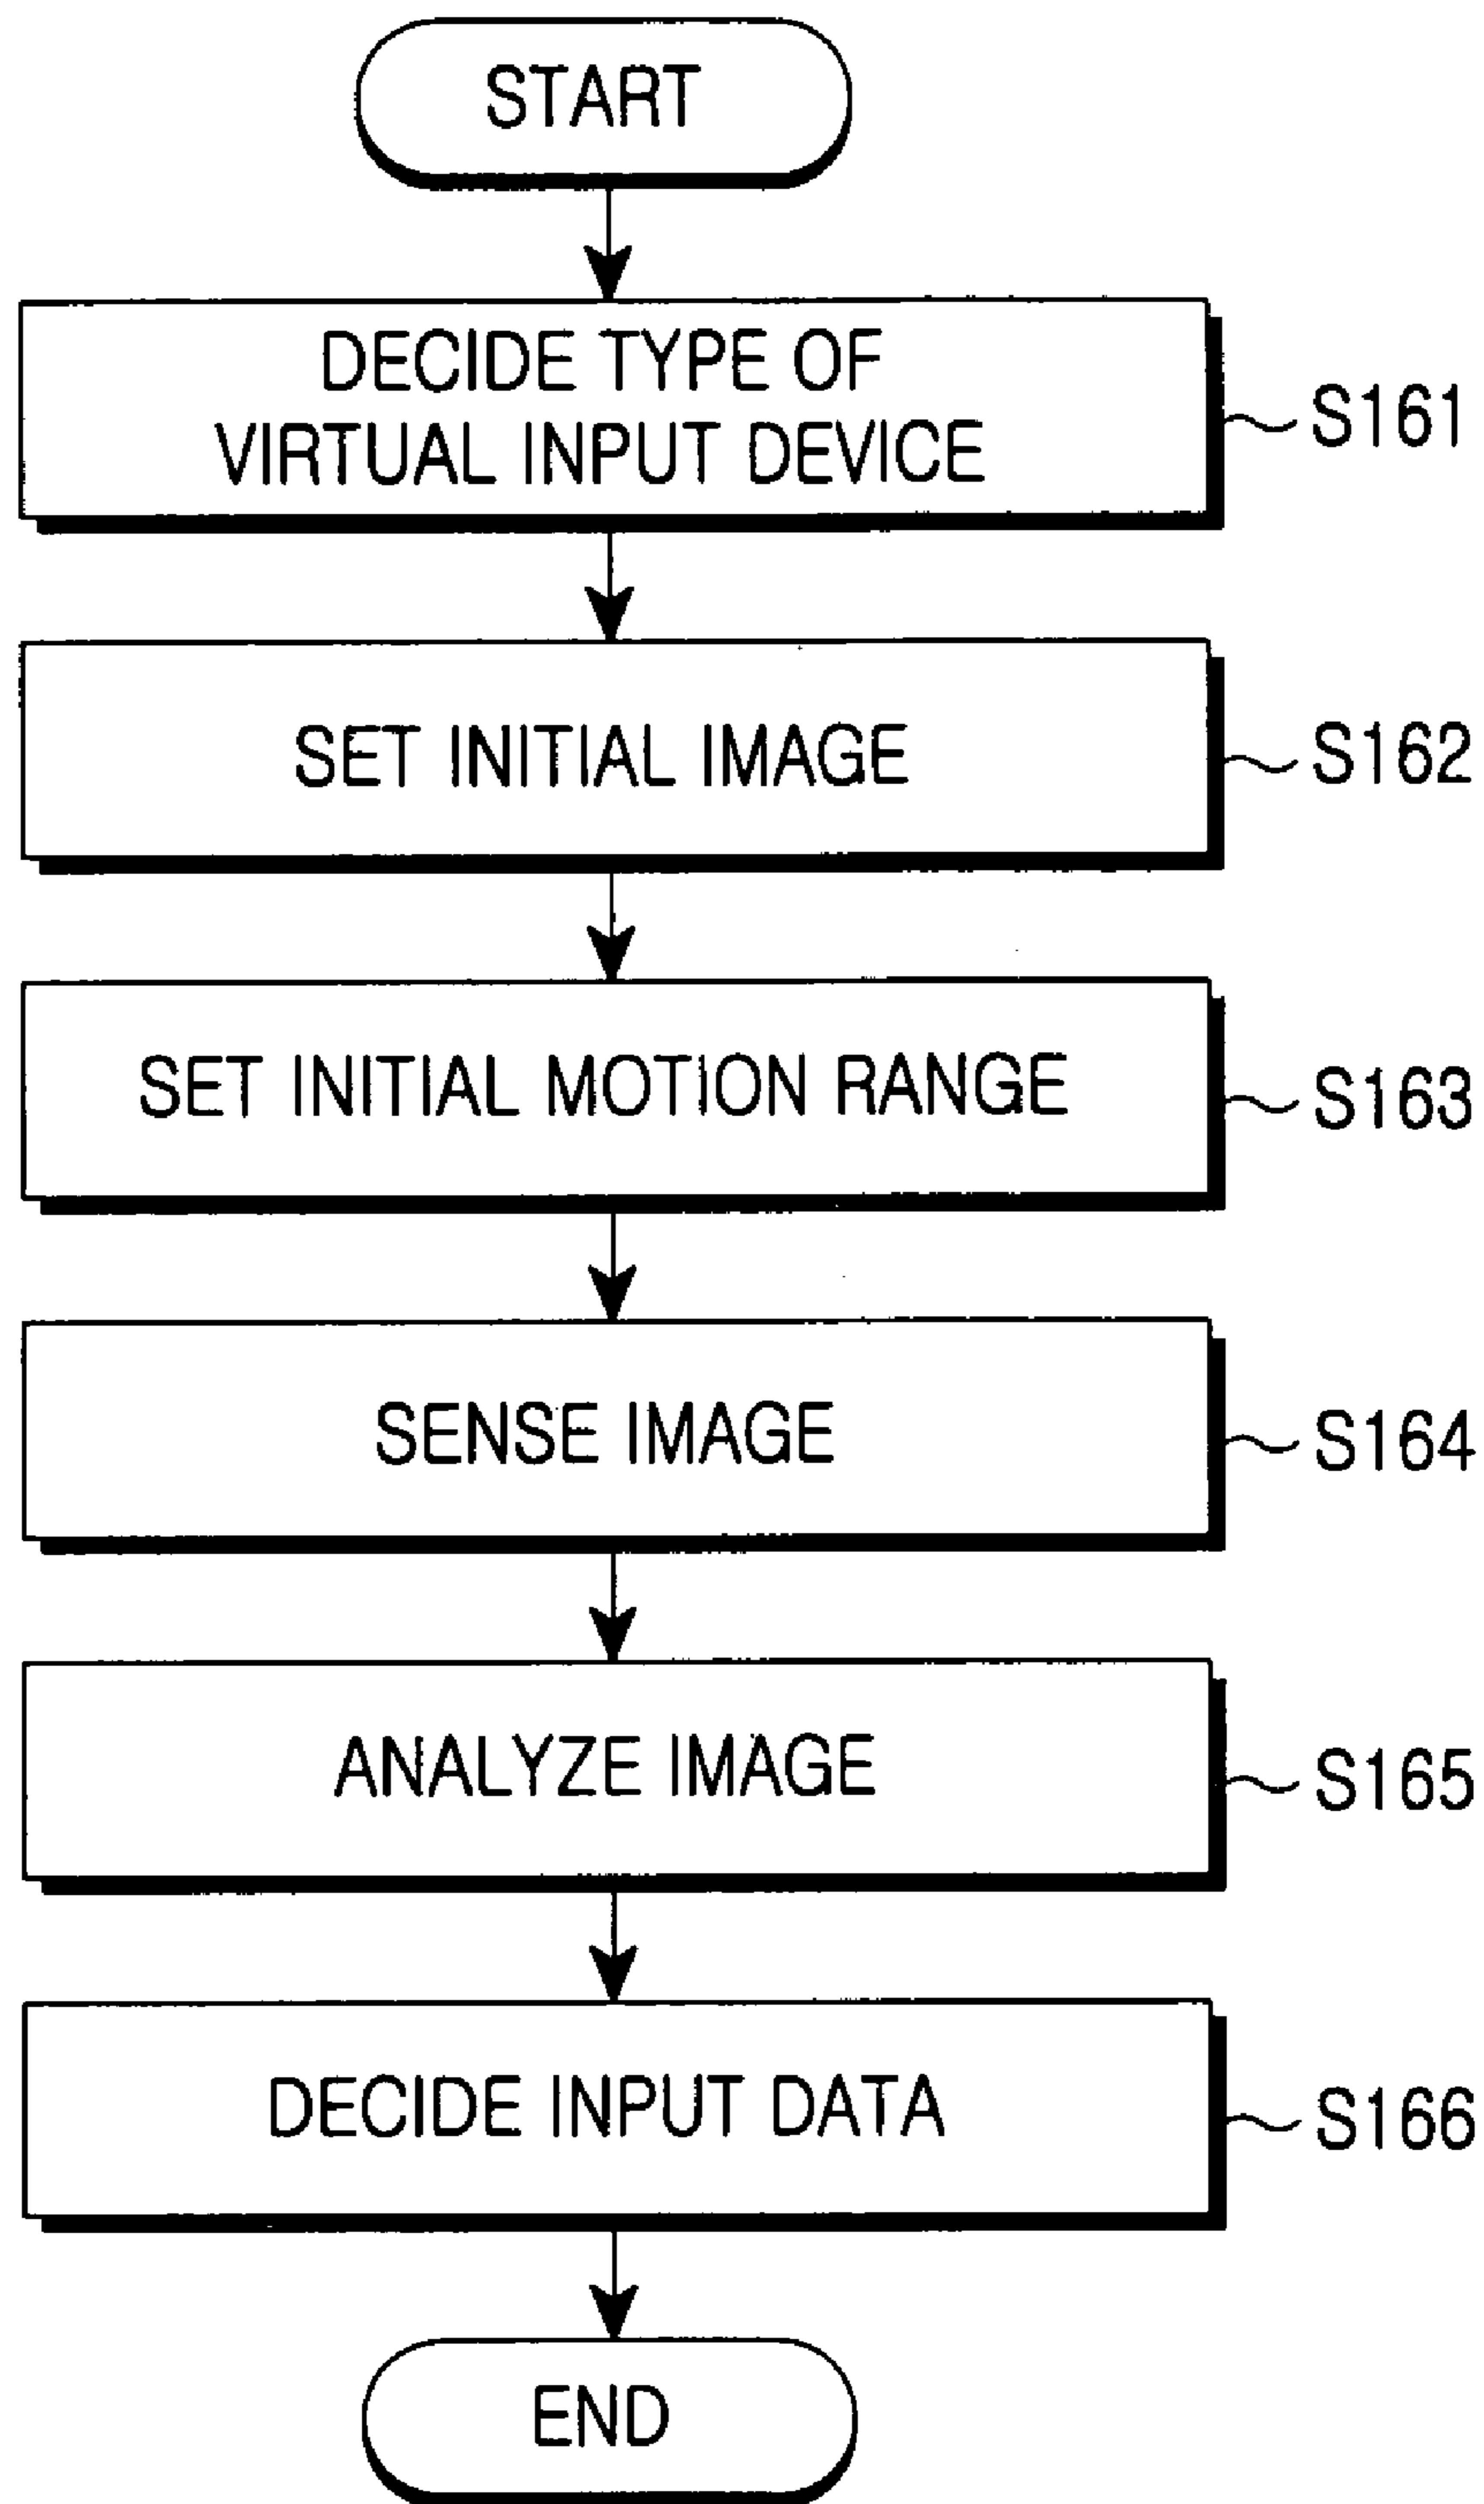 START
DECIDE TYPE OF
VIRTUAL INPUT DEVICE
S161
SET INITIAL IMAGE
S162
SET INITIAL MOTION RANGE
S163
SENSE IMAGE
S164
ANALYZE IMAGE
S165
DECIDE INPUT DATA
S166
END